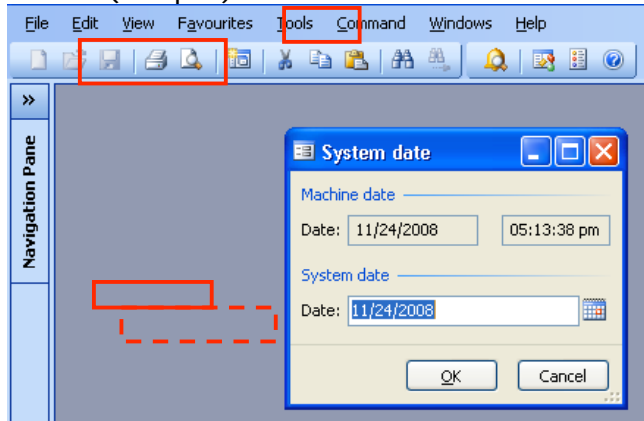 File Edit View Favourites Tools Command Windows Help
Navigation Pane
System date
Machine date
Date: 11/24/2008 05:13:38 pm
System date
Date: 11/24/2008
OK Cancel